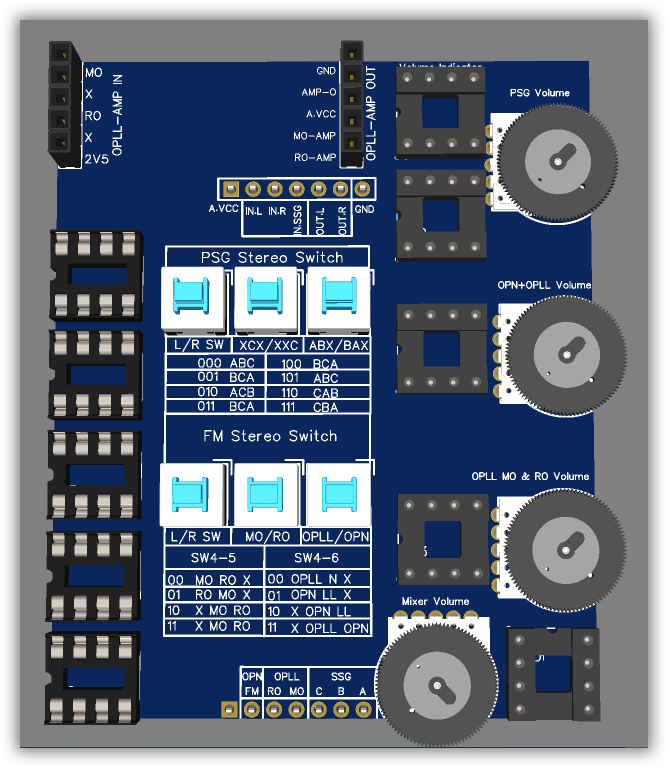 MO
X
RO
X
2V5
OPLL-AMP IN
GND
AMP-O
A.VCC
MO-AMP
RO-AMP
OPLL-AMP OUT
Volume Indicator
PSG Volume
A.VCC
IN.L
IN.R
IN.SSG
OUT.L
OUT.R
GND
PSG Stereo Switch
L/R SW XCX/XXC ABX/BAX
000 ABC 100 BCA
001 BCA 101 ABC
010 ACB 110 CAB
011 BCA 111 CBA
OPN+OPLL Volume
FM Stereo Switch
L/R SW MO/RO OPLL/OPN
SW4-5 SW4-6
00 MO RO X 00 OPLL N X
01 RO MO X 01 OPN LL X
10 X MO RO 10 X OPN LL
11 X MO RO 11 X OPLL OPN
OPLL MO & RO Volume
Mixer Volume
OPN OPLL SSG
FM RO MO C B A